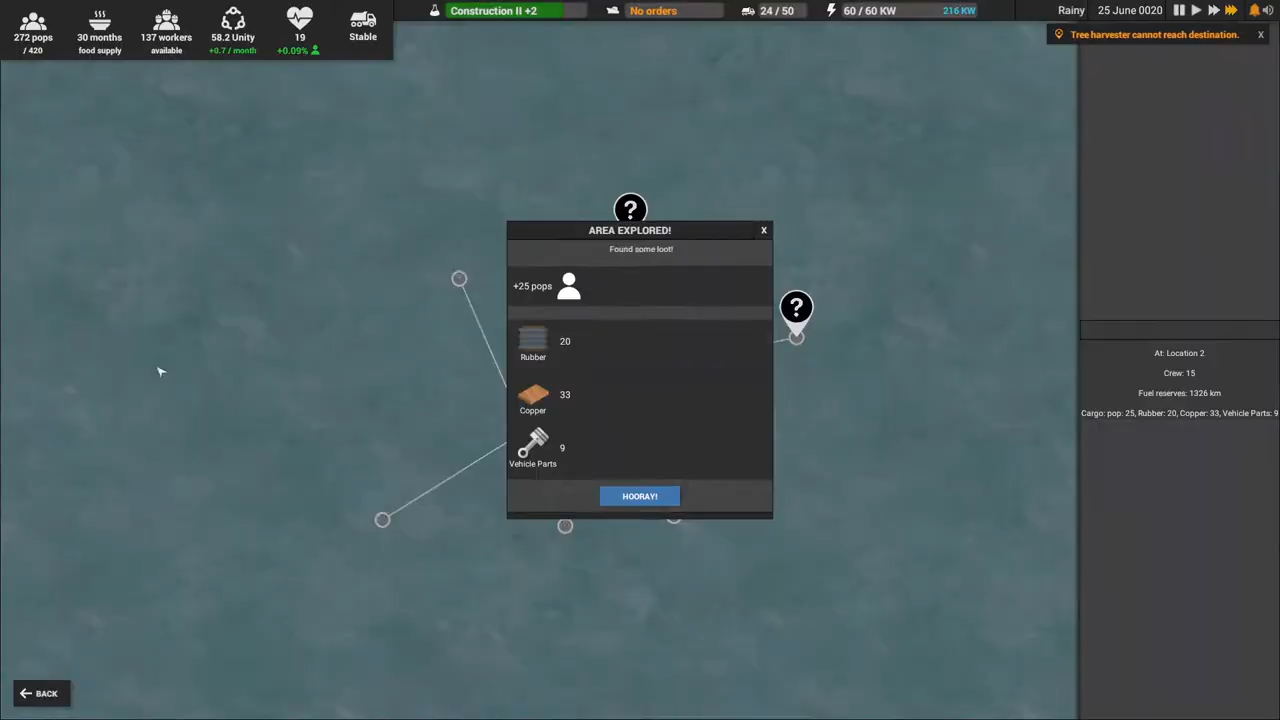 272 pops
/ 420
30 months
food supply
137 workers
available
58.2 Unity
+0.7 / month
19
+0.09%
Stable
Construction II +2
No orders
24 / 50
60 / 60 KW
216 KW
Rainy
25 June 0020
Tree harvester cannot reach destination.
X
?
AREA EXPLORED!
X
Found some loot!
+25 pops
?
20
Rubber
33
Copper
9
Vehicle Parts
HOORAY!
At: Location 2
Crew: 15
Fuel reserves: 1326 km
Cargo: pop: 25, Rubber: 20, Copper: 33, Vehicle Parts: 9
BACK